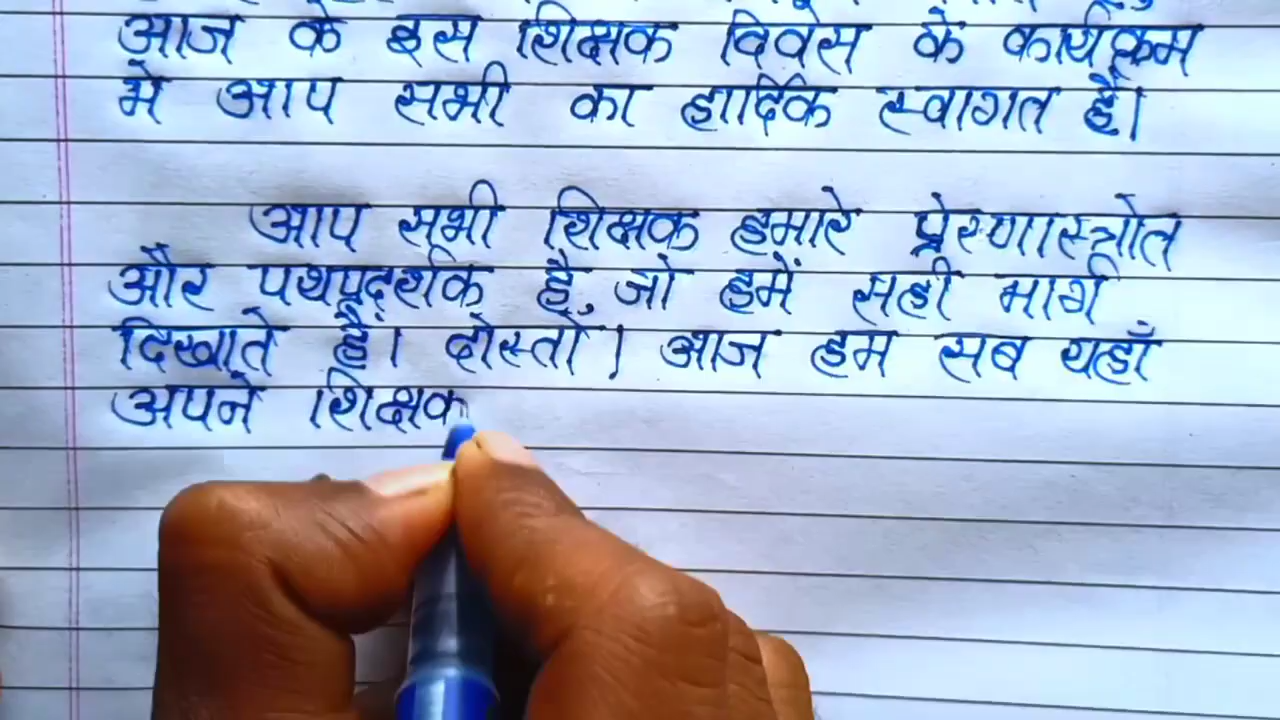 आज के इस शिक्षक दिवस के कार्यक्रम
मे आप सभी का हार्दिक स्वागत है।
आप सभी शिक्षक हमारे प्रेरणास्त्रोत
और पथप्रदर्शक है, जो हमें सही मार्ग
दिखाते है। दोस्तो। आज हम सब यहाँ
अपने शिक्षक